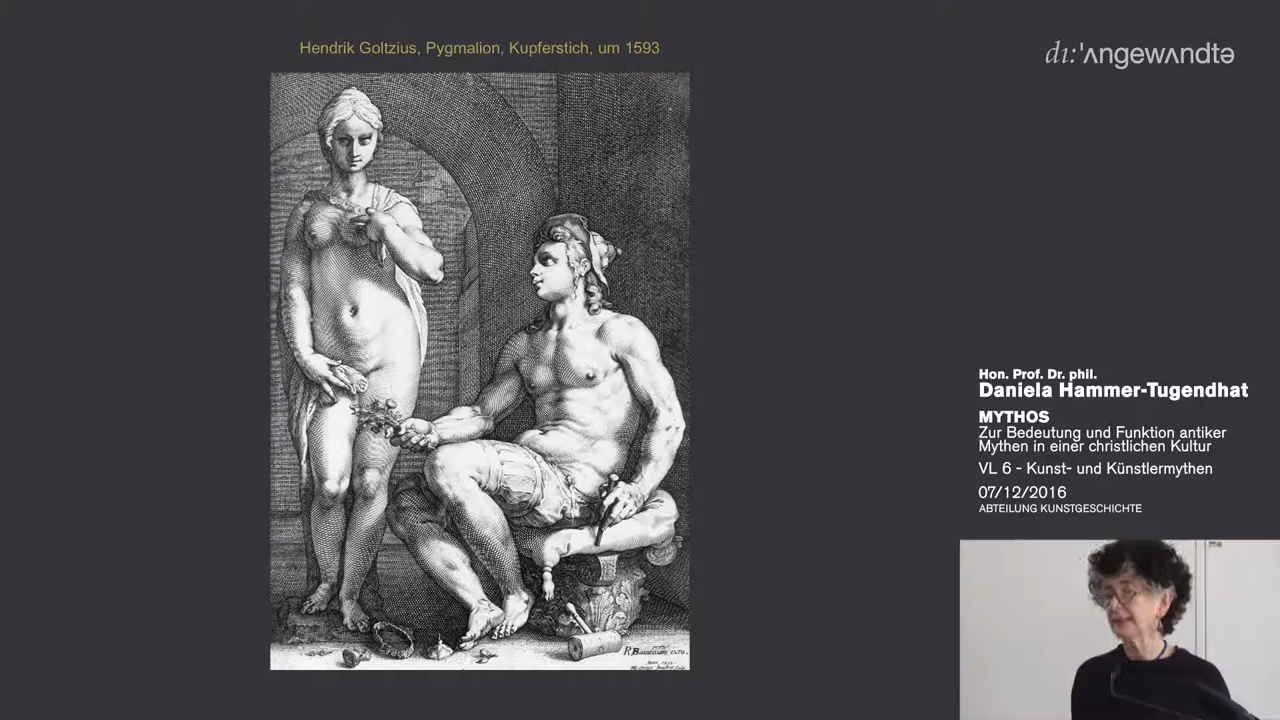 Hendrik Goltzius, Pygmalion, Kupferstich, um 1593
dı:'ʌngewʌndtə
Hon. Prof. Dr. phil.
Daniela Hammer-Tugendhat
MYTHOS
Zur Bedeutung und Funktion antiker
Mythen in einer christlichen Kultur
VL 6 - Kunst- und Künstlermythen
07/12/2016
ABTEILUNG KUNSTGESCHICHTE